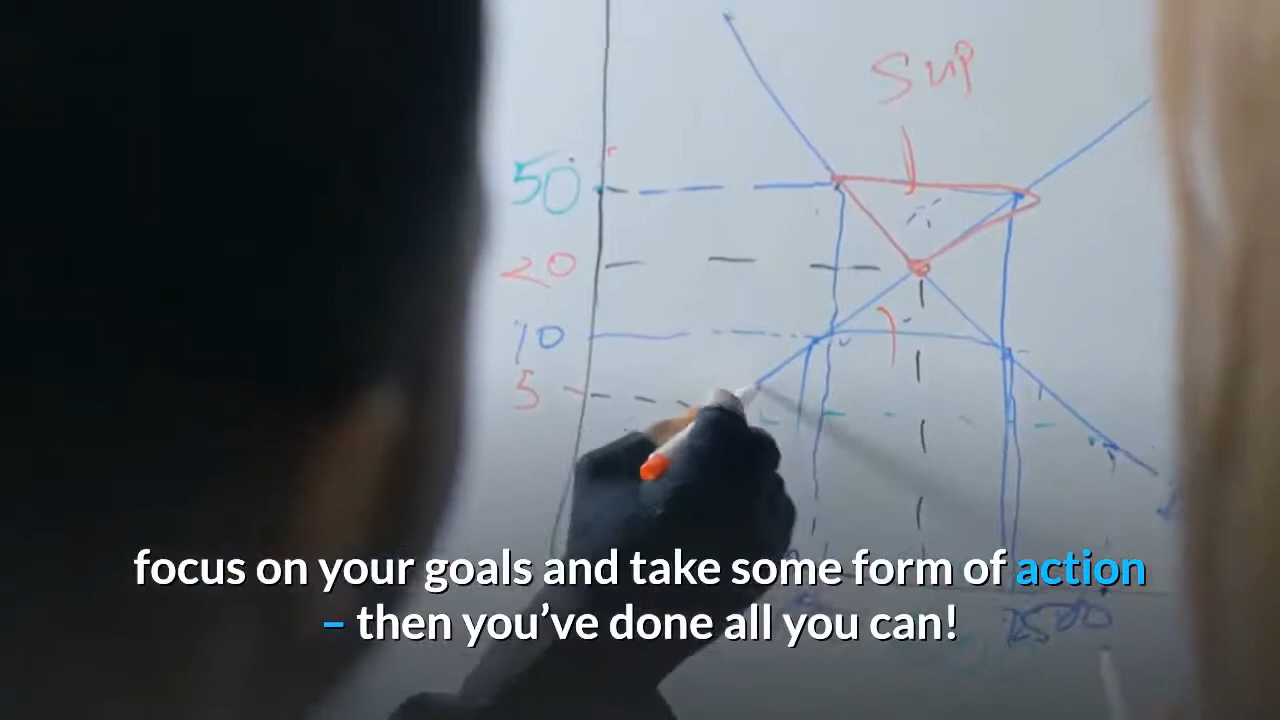 SUP
50
20
10
5
focus on your goals and take some form of action
– then you've done all you can!